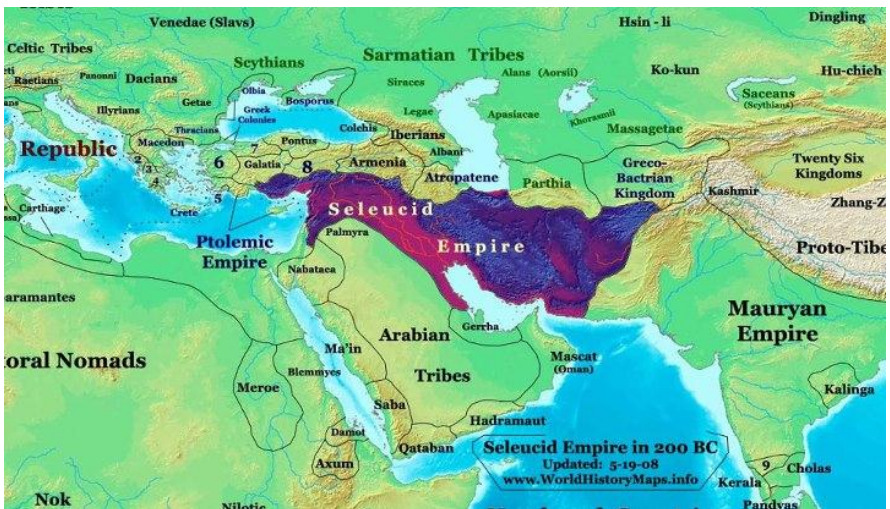 Venedae (Slavs)
Hsin - li
Dingling
Celtic Tribes
Sarmatian Tribes
Scythians
Raetians
Pannoni
Dacians
Alans (Aorsii)
Ko-kun
Hu-chieh
Siraces
Olbia
Saceans
(Scythians)
Illyrians
Getae
Greek
Colonies
Bosporus
Legae
Apasiacae
Khorasmii
Thracians
Massagetae
Republic
Macedon
7
Pontus
Colchis
Iberians
Albani
2
3
4
6
Galatia
8
Armenia
Atropatene
Parthia
Greco-
Bactrian
Kingdom
Twenty Six
Kingdoms
Kashmir
Carthage
Crete
5
Seleucid
Empire
Zhang-Z
Ptolemic
Empire
Palmyra
Proto-Tibe
Nabataea
aramantes
Mauryan
Empire
Gerrha
Arabian
Tribes
oral Nomads
Ma'in
Blemmyes
Mascat
(Oman)
Meroe
Kalinga
Saba
Hadramaut
Damot
Qataban
Axum
Seleucid Empire in 200 BC
Updated: 5-19-08
www.WorldHistoryMaps.info
9
Cholas
Kerala
Pandyas
Nok
Nilotic